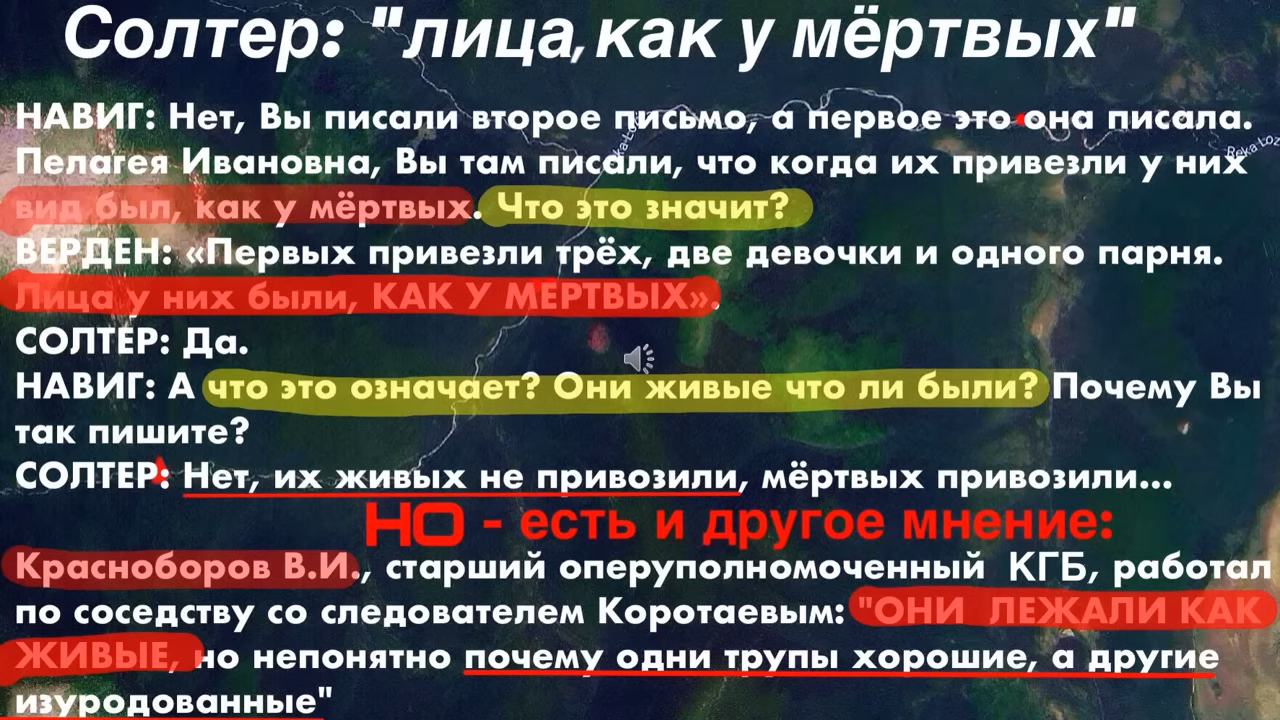 Солтер: "лица, как у мёртвых"
НАВИГ: Нет, Вы писали второе письмо, а первое это она писала.
Пелагея Ивановна, Вы там писали, что когда их привезли у них
вид был, как у мёртвых. Что это значит?
ВЕРДЕН: «Первых привезли трёх, две девочки и одного парня.
Лица у них были, КАК У МЕРТВЫХ».
СОЛТЕР: Да.
НАВИГ: А что это означает? Они живые что ли были? Почему Вы
так пишите?
СОЛТЕР: Нет, их живых не привозили, мёртвых привозили...
НО - есть и другое мнение:
Красноборов В.И., старший оперуполномоченный КГБ, работал
по соседству со следователем Коротаевым: "ОНИ ЛЕЖАЛИ КАК
ЖИВЫЕ, но непонятно почему одни трупы хорошие, а другие
изуродованные"